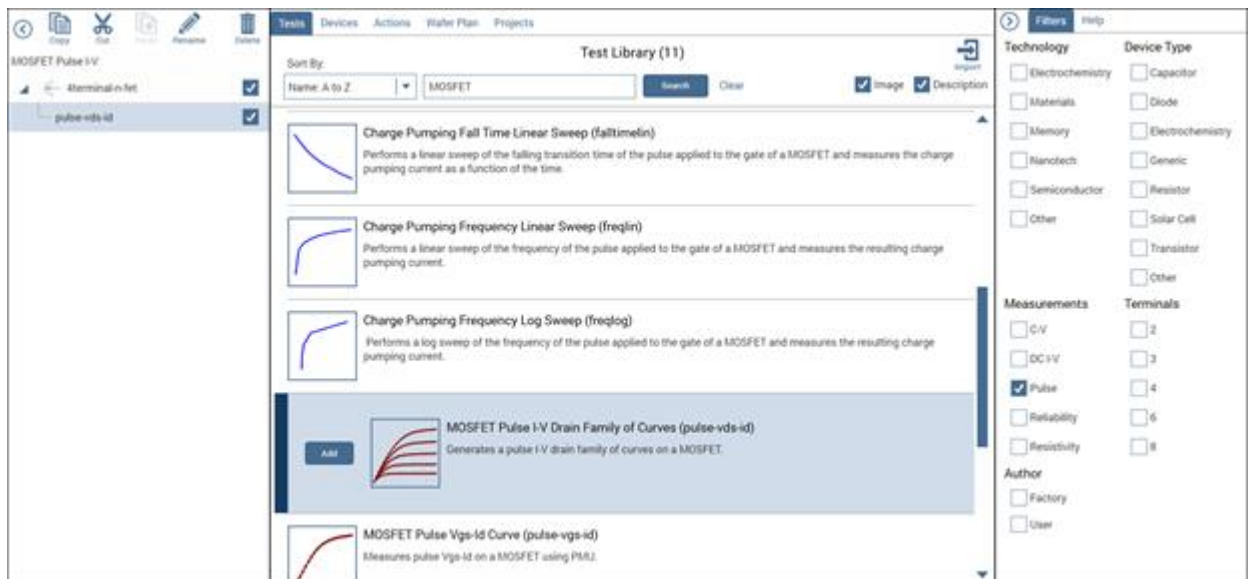 Copy Cut Paste Rename Delete
MOSFET Pulse I-V
4terminal-n-fet
pulse-vds-id
Tests Devices Actions Wafer Plan Projects
Test Library (11)
Import
Sort By:
Name: A to Z
MOSFET
Search
Clear
Image
Description
Charge Pumping Fall Time Linear Sweep (falltimelin)
Performs a linear sweep of the falling transition time of the pulse applied to the gate of a MOSFET and measures the charge
pumping current as a function of the time.
Charge Pumping Frequency Linear Sweep (freqlin)
Performs a linear sweep of the frequency of the pulse applied to the gate of a MOSFET and measures the resulting charge
pumping current.
Charge Pumping Frequency Log Sweep (freqlog)
Performs a log sweep of the frequency of the pulse applied to the gate of a MOSFET and measures the resulting charge
pumping current.
Add
MOSFET Pulse I-V Drain Family of Curves (pulse-vds-id)
Generates a pulse I-V drain family of curves on a MOSFET.
MOSFET Pulse Vgs-Id Curve (pulse-vgs-id)
Measures pulse Vgs-Id on a MOSFET using PMU.
Filters Help
Technology
Electrochemistry
Materials
Memory
Nanotech
Semiconductor
Other
Device Type
Capacitor
Diode
Electrochemistry
Generic
Resistor
Solar Cell
Transistor
Other
Measurements
C-V
DC I-V
Pulse
Reliability
Resistivity
Terminals
2
3
4
6
8
Author
Factory
User